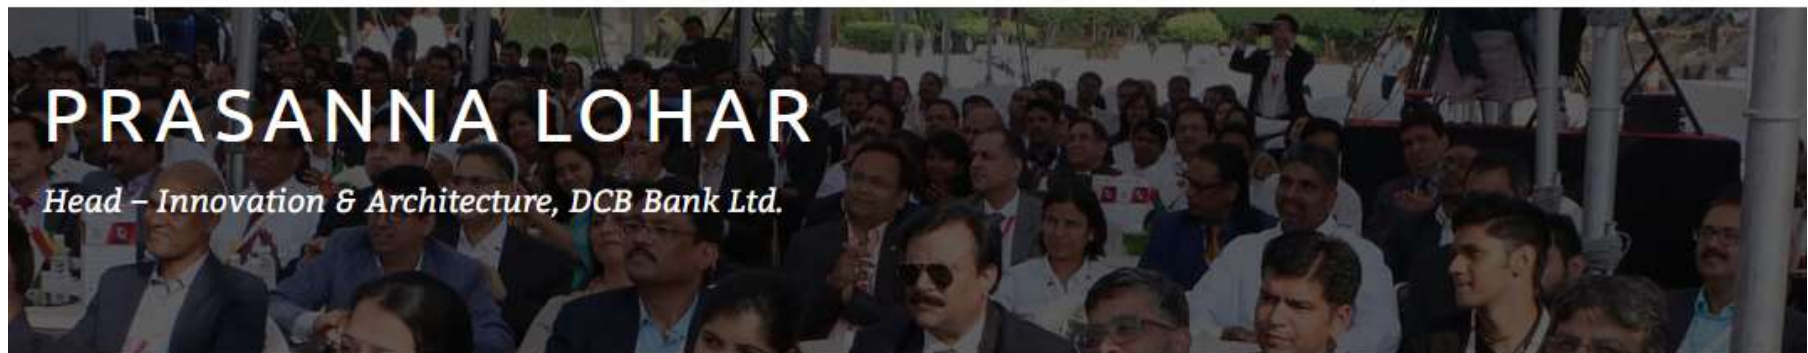 PRASANNA LOHAR
Head – Innovation & Architecture, DCB Bank Ltd.